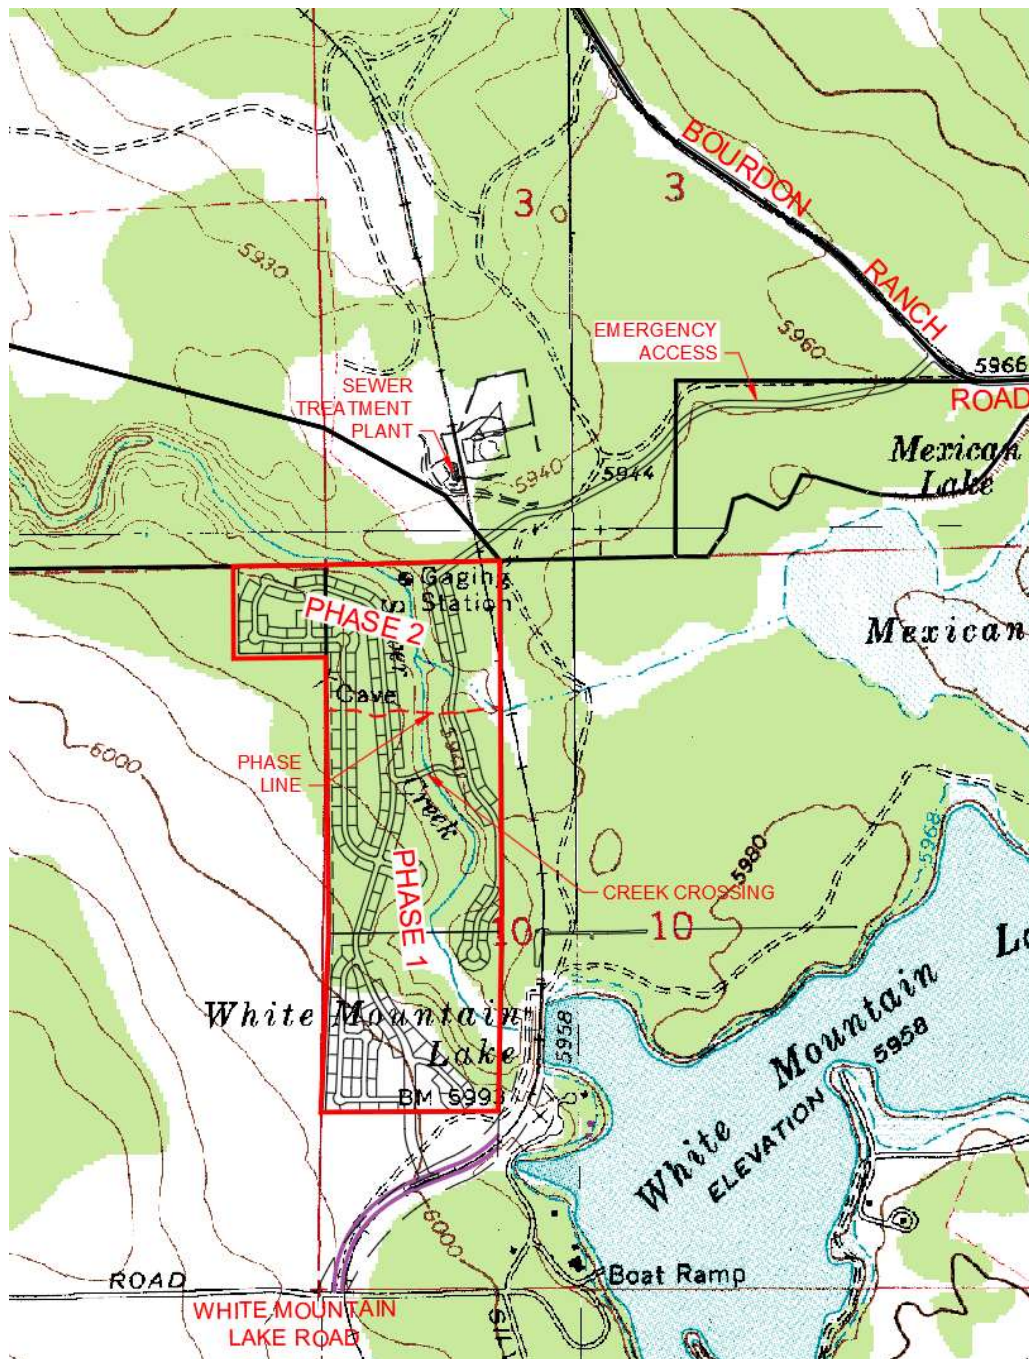 BOURDON
3
3
RANCH
5930
EMERGENCY
ACCESS
5960
5966
ROAD
SEWER
TREATMENT
PLANT
Mexican
Lake
5940
5944
Gaging
Station
PHASE 2
Mexican
Cave
6000
PHASE
LINE
Creek
5968
5980
CREEK CROSSING
PHASE 1
10
10
White Mountain
Lake
5958
BM 5993
White Mountain
ELEVATION 5958
6000
ROAD
Boat Ramp
WHITE MOUNTAIN
LAKE ROAD